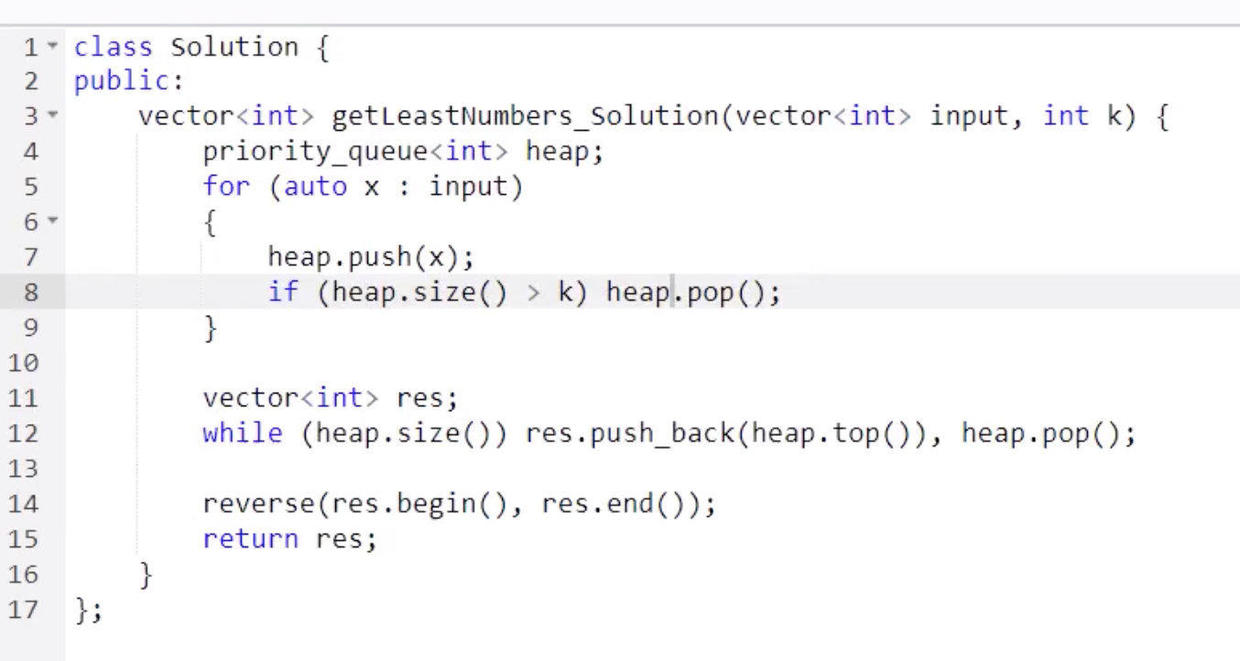 1 class Solution {
2 public:
3     vector<int> getLeastNumbers_Solution(vector<int> input, int k) {
4         priority_queue<int> heap;
5         for (auto x : input)
6         {
7             heap.push(x);
8             if (heap.size() > k) heap.pop();
9         }
10
11         vector<int> res;
12         while (heap.size()) res.push_back(heap.top()), heap.pop();
13
14         reverse(res.begin(), res.end());
15         return res;
16     }
17 };